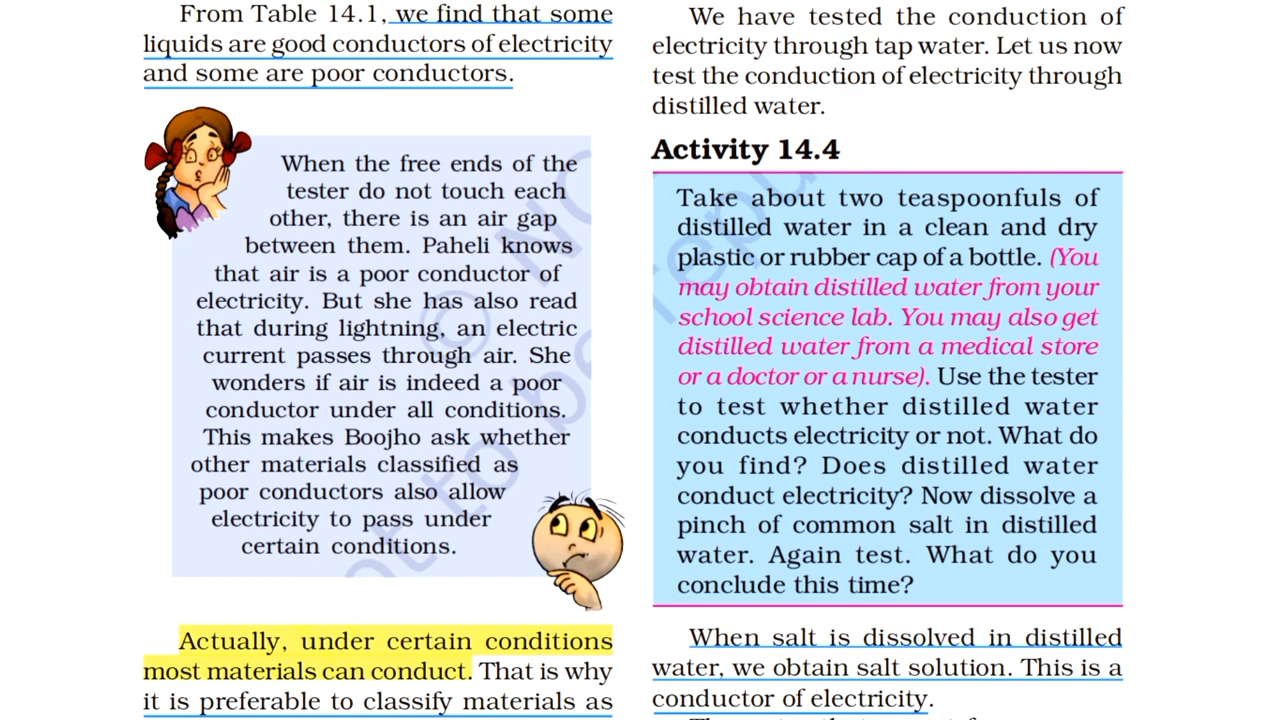 From Table 14.1, we find that some
liquids are good conductors of electricity
and some are poor conductors.
When the free ends of the
tester do not touch each
other, there is an air gap
between them. Paheli knows
that air is a poor conductor of
electricity. But she has also read
that during lightning, an electric
current passes through air. She
wonders if air is indeed a poor
conductor under all conditions.
This makes Boojho ask whether
other materials classified as
poor conductors also allow
electricity to pass under
certain conditions.
Actually, under certain conditions
most materials can conduct. That is why
it is preferable to classify materials as
We have tested the conduction of
electricity through tap water. Let us now
test the conduction of electricity through
distilled water.
Activity 14.4
Take about two teaspoonfuls of
distilled water in a clean and dry
plastic or rubber cap of a bottle. (You
may obtain distilled water from your
school science lab. You may also get
distilled water from a medical store
or a doctor or a nurse). Use the tester
to test whether distilled water
conducts electricity or not. What do
you find? Does distilled water
conduct electricity? Now dissolve a
pinch of common salt in distilled
water. Again test. What do you
conclude this time?
When salt is dissolved in distilled
water, we obtain salt solution. This is a
conductor of electricity.